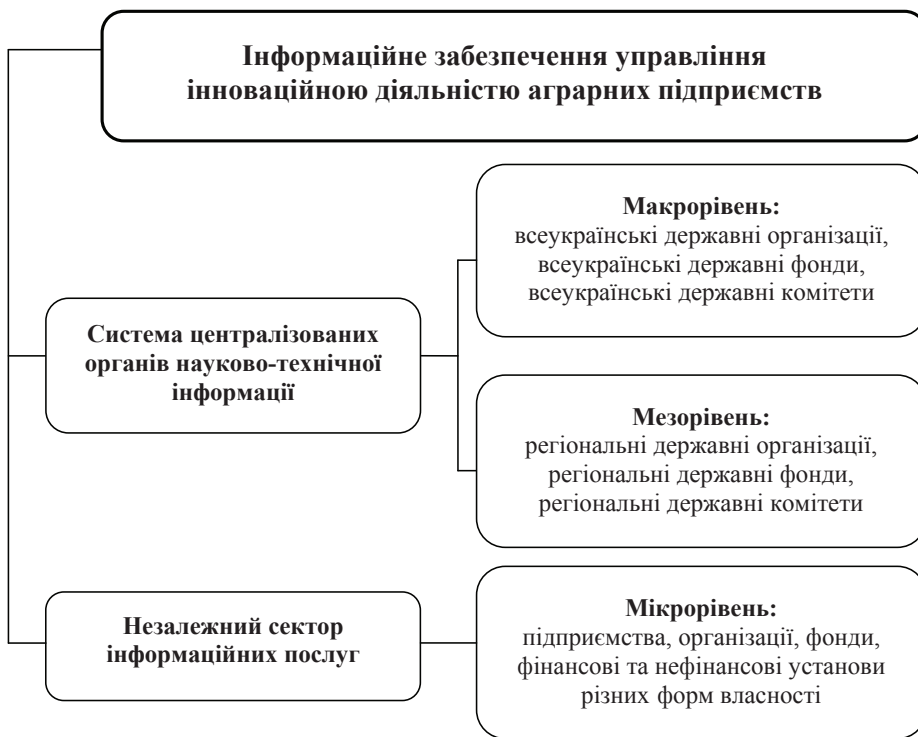 Інформаційне забезпечення управління
інноваційною діяльністю аграрних підприємств
Макрорівень:
всеукраїнські державні організації,
всеукраїнські державні фонди,
всеукраїнські державні комітети
Система централізованих
органів науково-технічної
інформації
Мезорівень:
регіональні державні організації,
регіональні державні фонди,
регіональні державні комітети
Незалежний сектор
інформаційних послуг
Мікрорівень:
підприємства, організації, фонди,
фінансові та нефінансові установи
різних форм власності